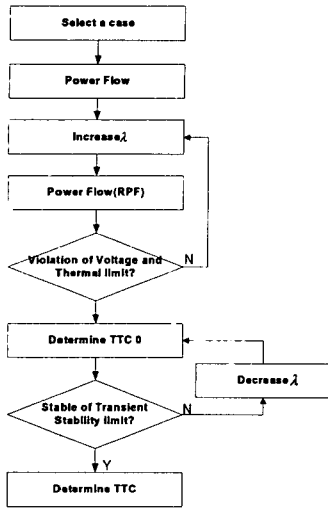 Select a case
Power Flow
Increase λ
Power Flow(RPF)
Violation of Voltage and
Thermal limit?
N
Determine TTC 0
Decrease λ
Stable of Transient
Stability limit?
N
Y
Determine TTC